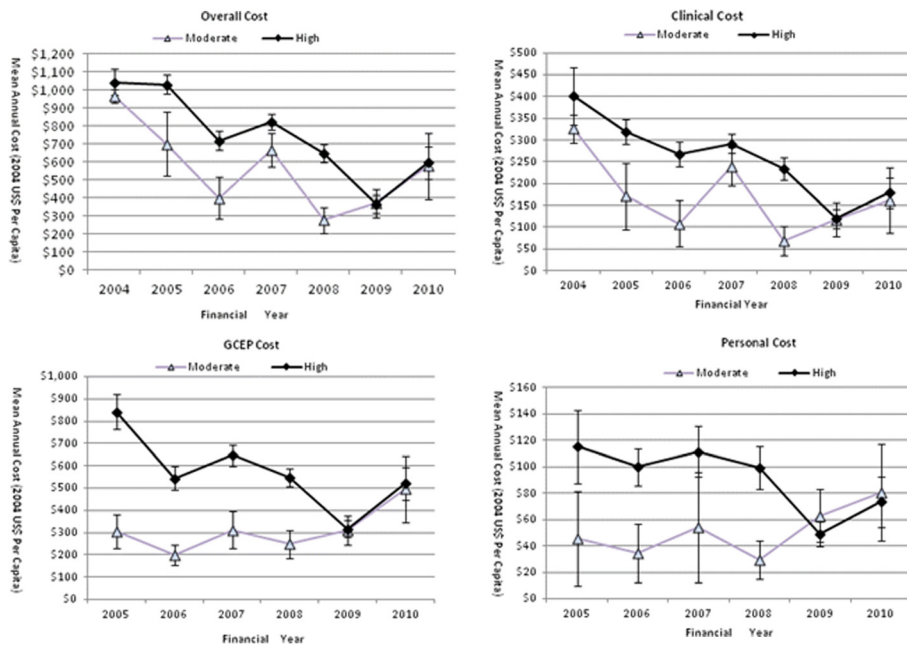 Overall Cost
Moderate High
Mean Annual Cost (2004 US$ Per Capita)
$1,200
$1,100
$1,000
$900
$800
$700
$600
$500
$400
$300
$200
$100
$0
2004 2005 2006 2007 2008 2009 2010
Financial Year
Clinical Cost
Moderate High
Mean Annual Cost (2004 US$ Per Capita)
$500
$450
$400
$350
$300
$250
$200
$150
$100
$50
$0
2004 2005 2006 2007 2008 2009 2010
Financial Year
GCEP Cost
Moderate High
Mean Annual Cost (2004 US$ Per Capita)
$1,000
$900
$800
$700
$600
$500
$400
$300
$200
$100
$0
2005 2006 2007 2008 2009 2010
Financial Year
Personal Cost
Moderate High
Mean Annual Cost (2004 US$ Per Capita)
$160
$140
$120
$100
$80
$60
$40
$20
$0
2005 2006 2007 2008 2009 2010
Financial Year